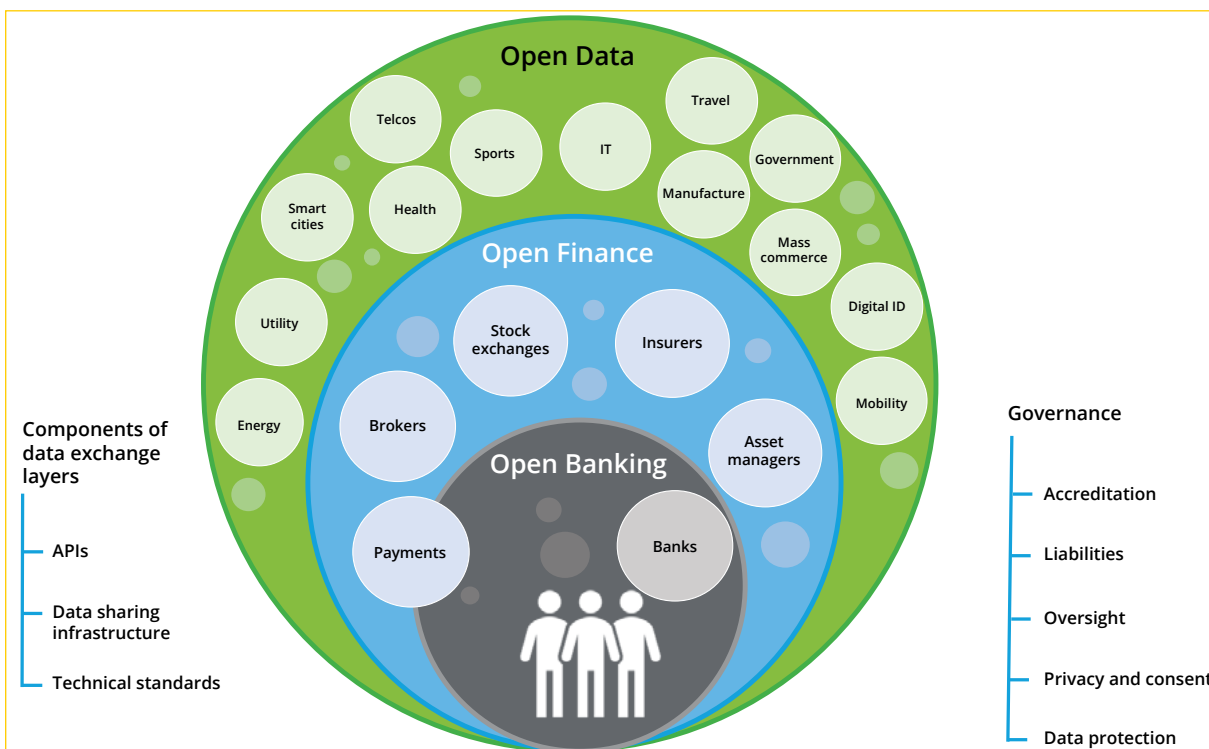 Open Data
Travel
Telcos
Sports
IT
Government
Manufacture
Smart
cities
Health
Mass
commerce
Open Finance
Digital ID
Utility
Stock
exchanges
Insurers
Mobility
Energy
Brokers
Asset
managers
Open Banking
Payments
Banks
Components of
data exchange
layers
APIs
Data sharing
infrastructure
Technical standards
Governance
Accreditation
Liabilities
Oversight
Privacy and consent
Data protection